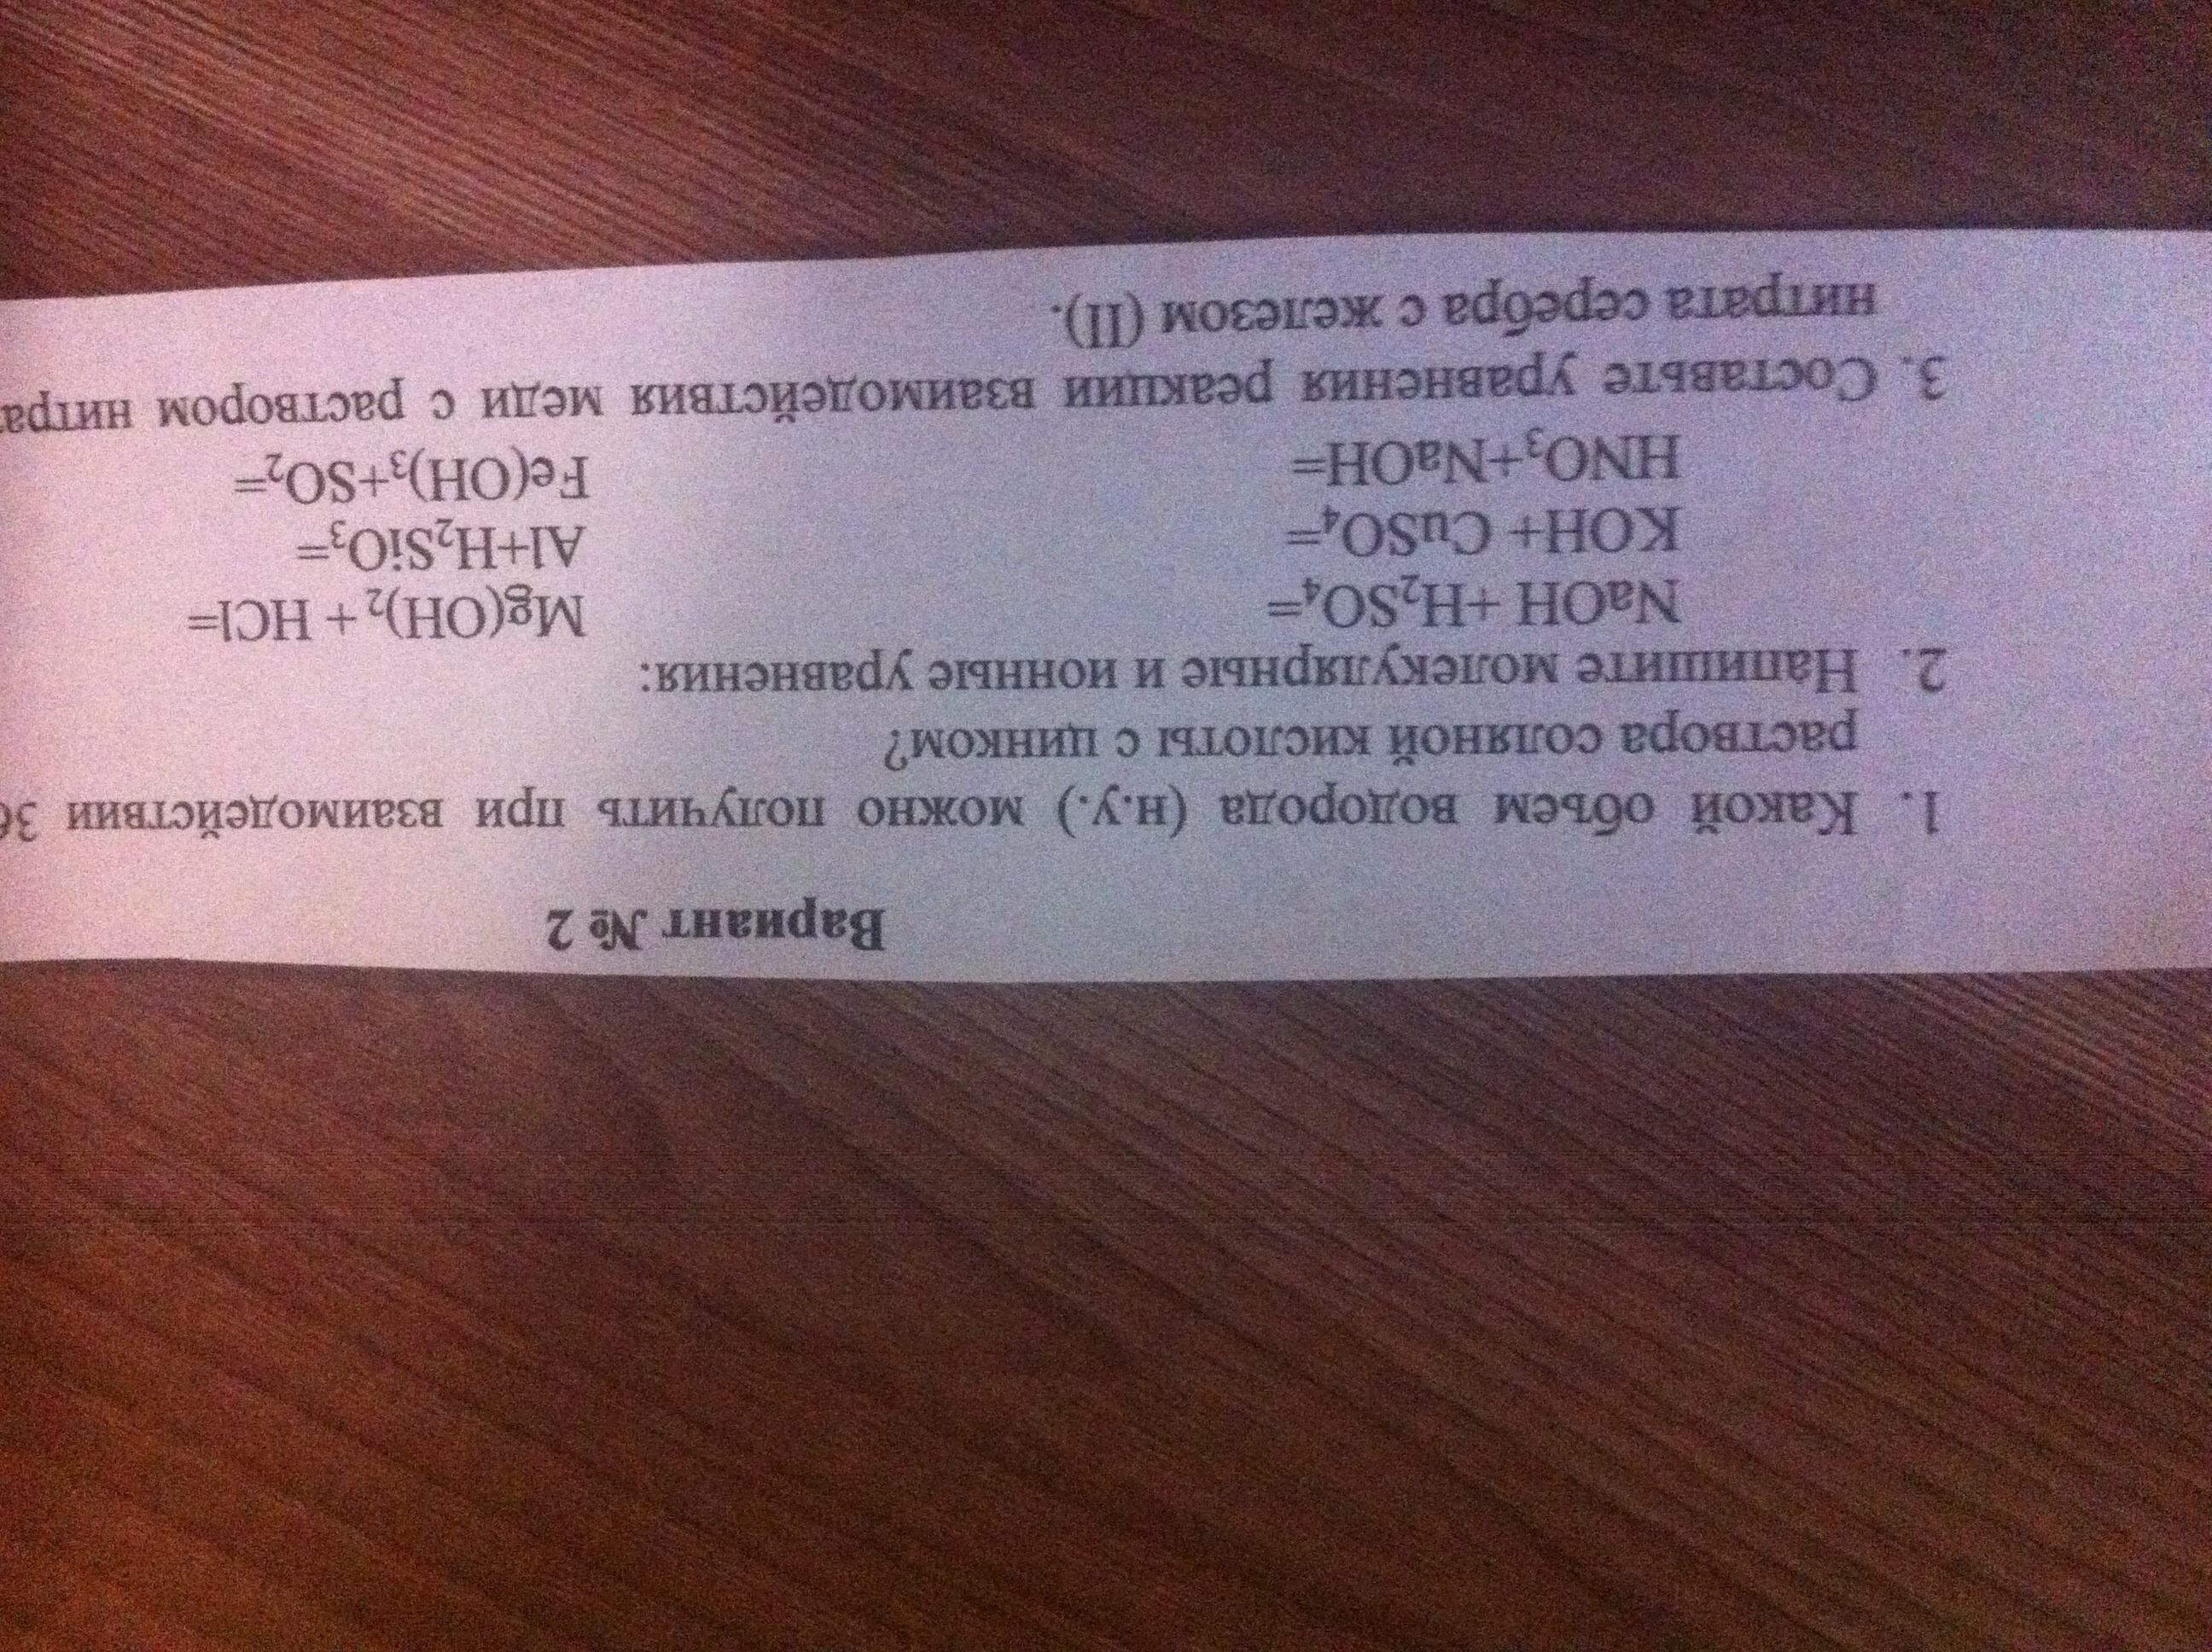 Вариант № 2
1. Какой объем водорода (н.у.) можно получить при взаимодействии
раствора соляной кислоты с цинком?
2. Напишите молекулярные и ионные уравнения:
NaOH +H₂SO₄= Mg(OH)₂ + HCl=
KOH+ CuSO₄= Al+H₂SiO₃=
HNO₃+NaOH= Fe(OH)₃+SO₂=
3. Составьте уравнения реакции взаимодействия меди с раствором
нитрата серебра с железом (II).